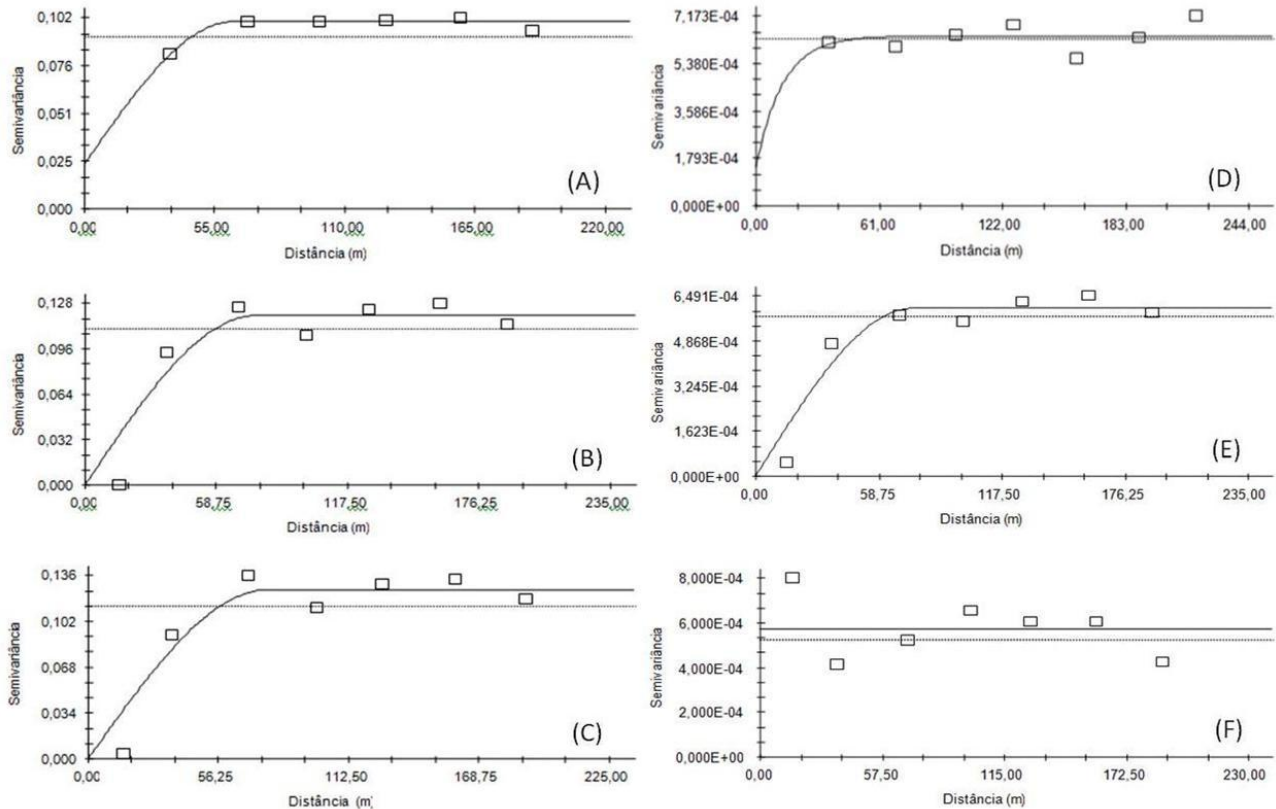 0,102
0,076
0,051
0,025
0,000
Semivariância
0,00 55,00 110,00 165,00 220,00
Distância (m)
(A)
7,173E-04
5,380E-04
3,586E-04
1,793E-04
0,000E+00
Semivariância
0,00 61,00 122,00 183,00 244,00
Distância (m)
(D)
0,128
0,096
0,064
0,032
0,000
Semivariância
0,00 58,75 117,50 176,25 235,00
Distância (m)
(B)
6,491E-04
4,868E-04
3,245E-04
1,623E-04
0,000E+00
Semivariância
0,00 58,75 117,50 176,25 235,00
Distância (m)
(E)
0,136
0,102
0,068
0,034
0,000
Semivariância
0,00 56,25 112,50 168,75 225,00
Distância (m)
(C)
8,000E-04
6,000E-04
4,000E-04
2,000E-04
0,000E+00
Semivariância
0,00 57,50 115,00 172,50 230,00
Distância (m)
(F)